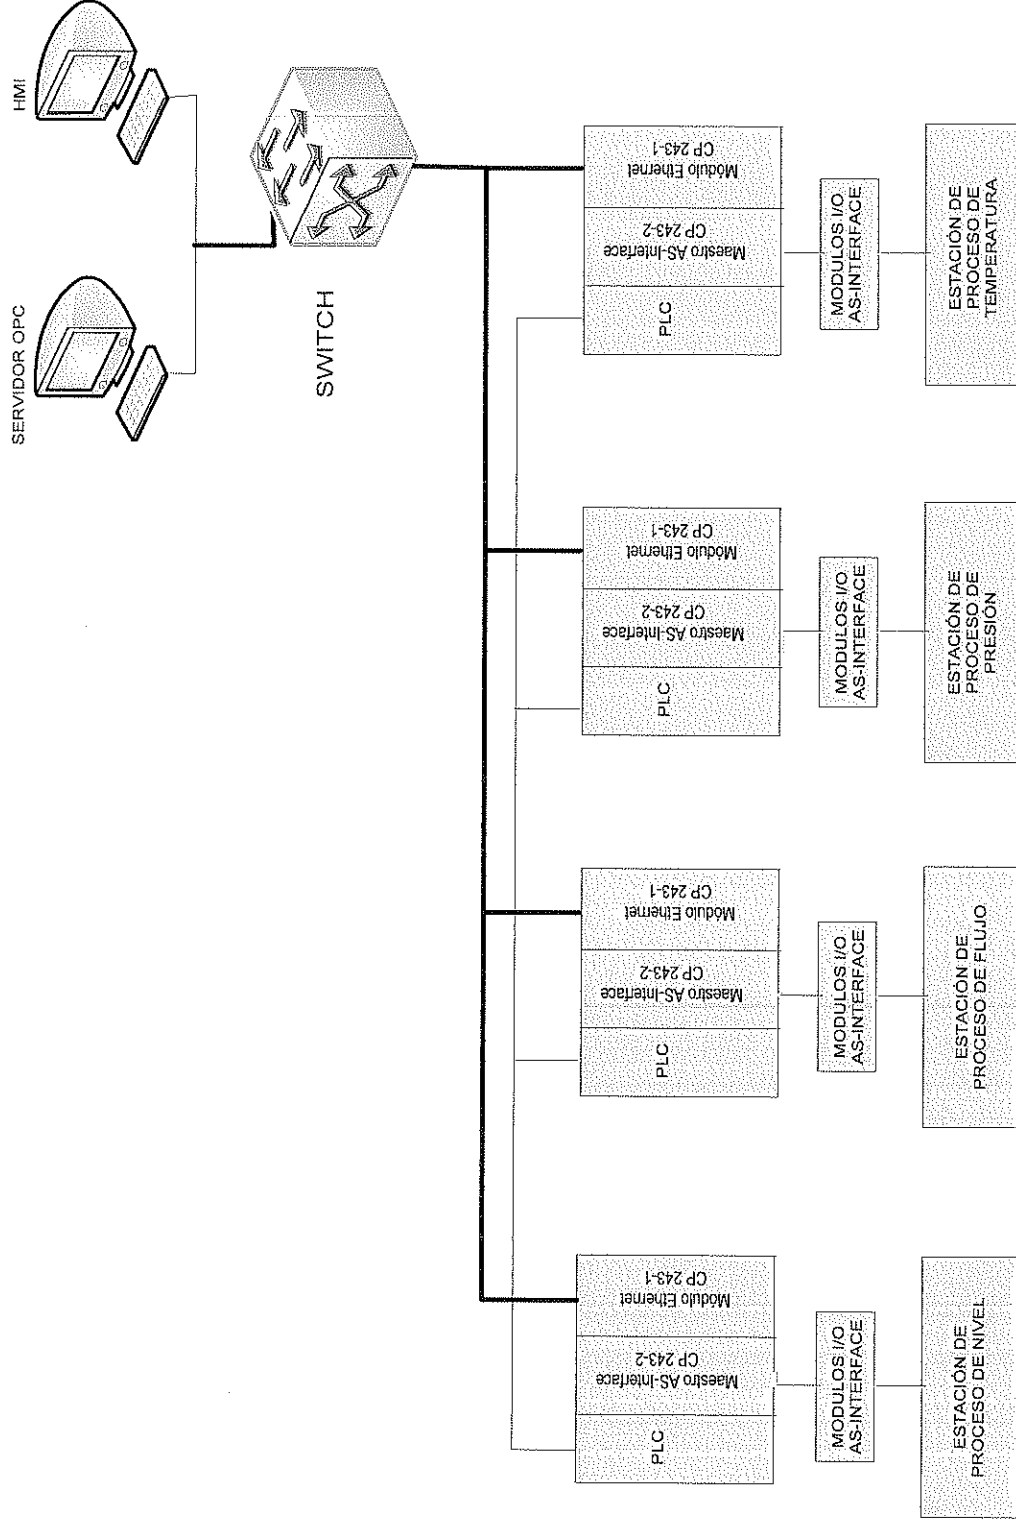 SERVIDOR OPC
HMI
SWITCH
PLC
Maestro AS-Interface
CP 243-2
Módulo Ethernet
CP 243-1
PLC
Maestro AS-Interface
CP 243-2
Módulo Ethernet
CP 243-1
PLC
Maestro AS-Interface
CP 243-2
Módulo Ethernet
CP 243-1
PLC
Maestro AS-Interface
CP 243-2
Módulo Ethernet
CP 243-1
MODULOS I/O
AS-INTERFACE
MODULOS I/O
AS-INTERFACE
MODULOS I/O
AS-INTERFACE
MODULOS I/O
AS-INTERFACE
ESTACIÓN DE
PROCESO DE NIVEL
ESTACIÓN DE
PROCESO DE FLUJO
ESTACIÓN DE
PROCESO DE
PRESIÓN
ESTACIÓN DE
PROCESO DE
TEMPERATURA